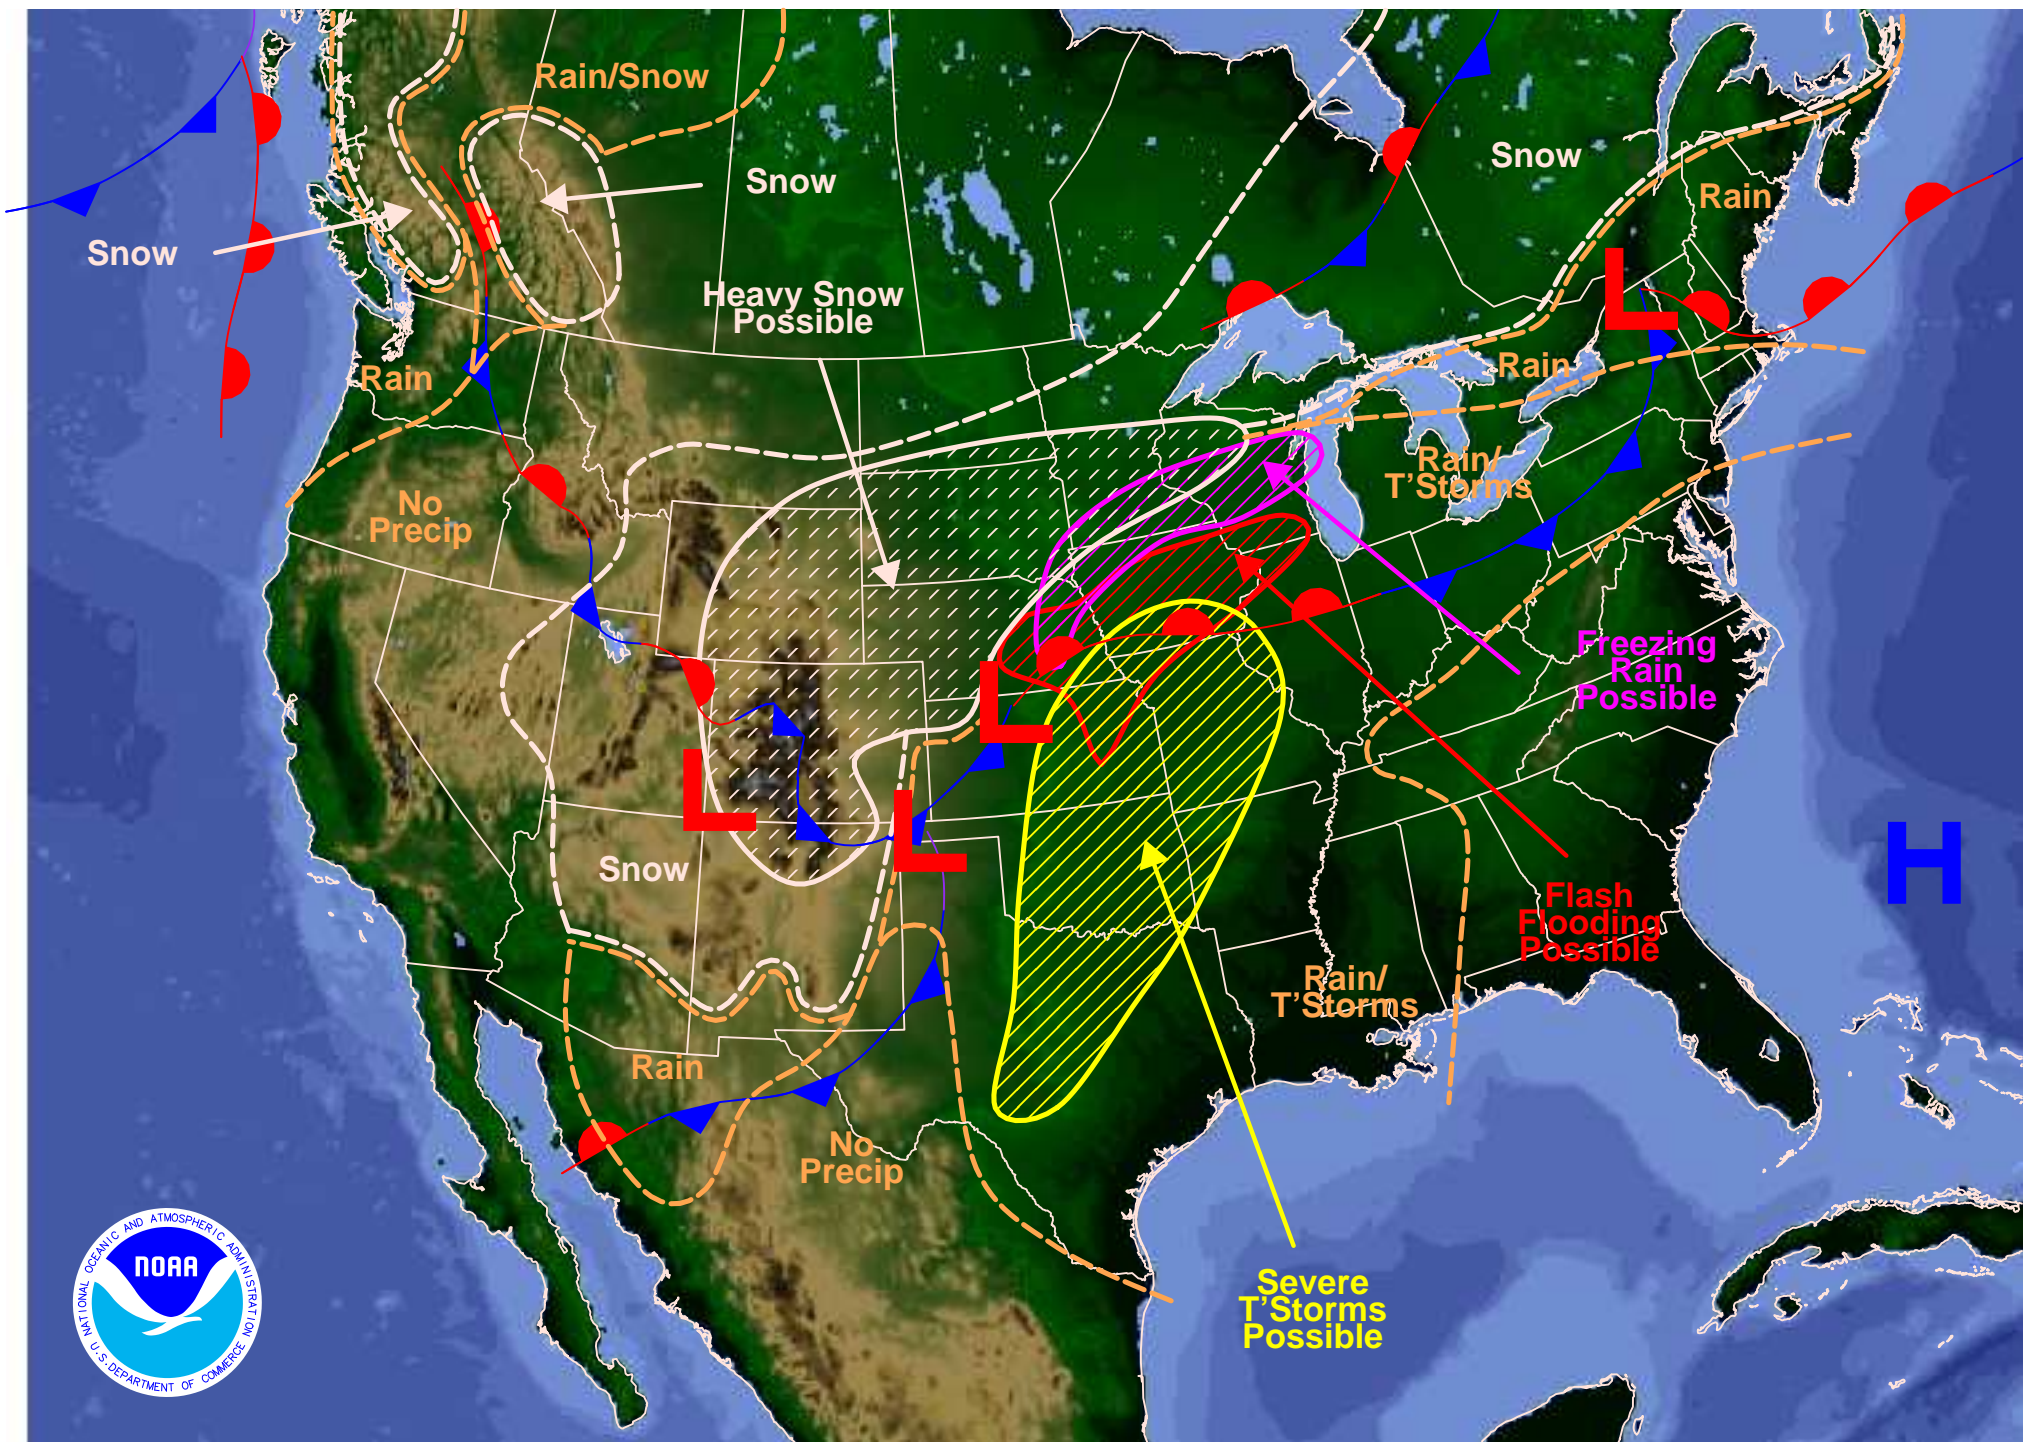 Rain/Snow
Snow
Snow
Rain
Snow
Heavy Snow
Possible
Rain
Rain
Rain/
T'Storms
No
Precip
Freezing
Rain
Possible
L
L
L
L
H
Snow
Flash
Flooding
Possible
Rain/
T'Storms
Rain
No
Precip
Severe
T'Storms
Possible
NATIONAL OCEANIC AND ATMOSPHERIC ADMINISTRATION
NOAA
U.S. DEPARTMENT OF COMMERCE